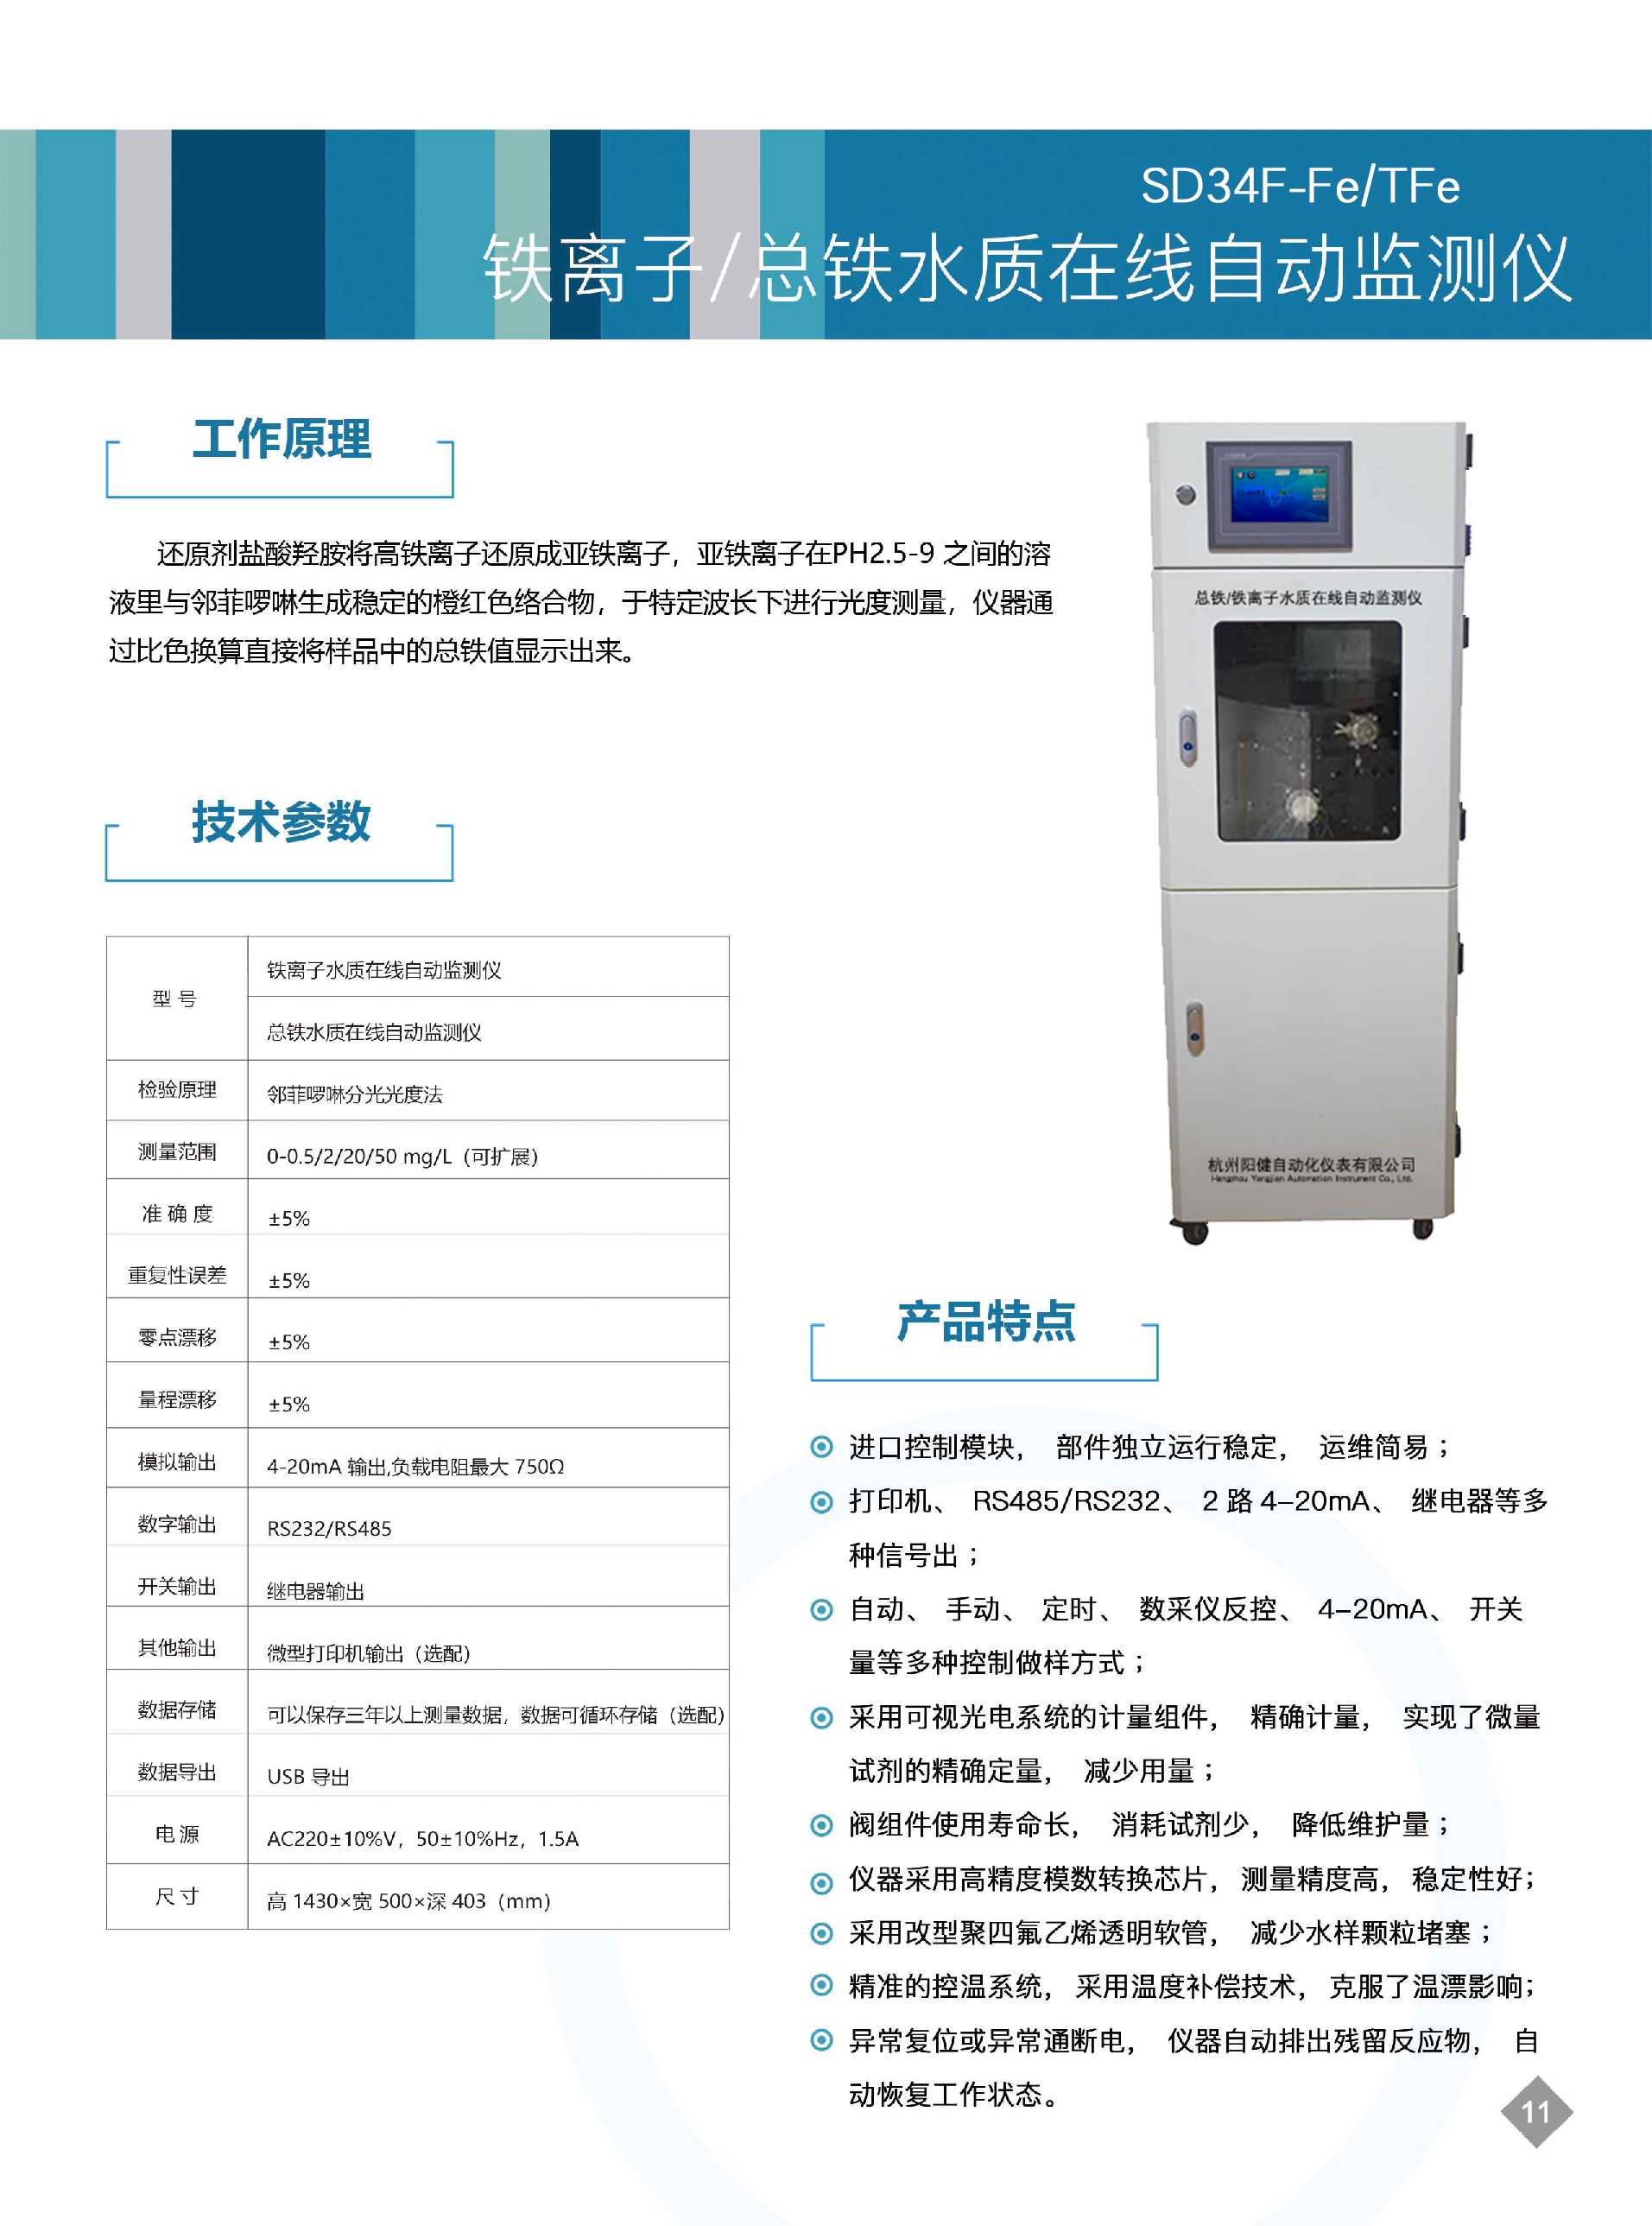 SD34F-Fe/TFe
铁离子/总铁水质在线自动监测仪
工作原理
还原剂盐酸羟胺将高铁离子还原成亚铁离子，亚铁离子在PH2.5-9 之间的溶
液里与邻菲啰啉生成稳定的橙红色络合物，于特定波长下进行光度测量，仪器通
过比色换算直接将样品中的总铁值显示出来。
总铁/铁离子水质在线自动监测仪
杭州阳健自动化仪表有限公司
Hangzhou Yangjian Automation Instrument Co., Ltd.
技术参数
型 号
铁离子水质在线自动监测仪
总铁水质在线自动监测仪
检验原理 邻菲啰啉分光光度法
测量范围 0-0.5/2/20/50 mg/L (可扩展)
准 确 度 ±5%
重复性误差 ±5%
零点漂移 ±5%
量程漂移 ±5%
模拟输出 4-20mA 输出,负载电阻最大 750Ω
数字输出 RS232/RS485
开关输出 继电器输出
其他输出 微型打印机输出（选配）
数据存储 可以保存三年以上测量数据，数据可循环存储（选配）
数据导出 USB 导出
电 源 AC220±10%V，50±10%Hz，1.5A
尺 寸 高 1430×宽 500×深 403（mm）
产品特点
进口控制模块， 部件独立运行稳定， 运维简易；
打印机、 RS485/RS232、 2 路 4-20mA、 继电器等多
种信号出；
自动、 手动、 定时、 数采仪反控、 4-20mA、 开关
量等多种控制做样方式；
采用可视光电系统的计量组件， 精确计量， 实现了微量
试剂的精确定量， 减少用量；
阀组件使用寿命长， 消耗试剂少， 降低维护量；
仪器采用高精度模数转换芯片， 测量精度高， 稳定性好；
采用改型聚四氟乙烯透明软管， 减少水样颗粒堵塞；
精准的控温系统， 采用温度补偿技术， 克服了温漂影响；
异常复位或异常通断电， 仪器自动排出残留反应物， 自
动恢复工作状态。
11